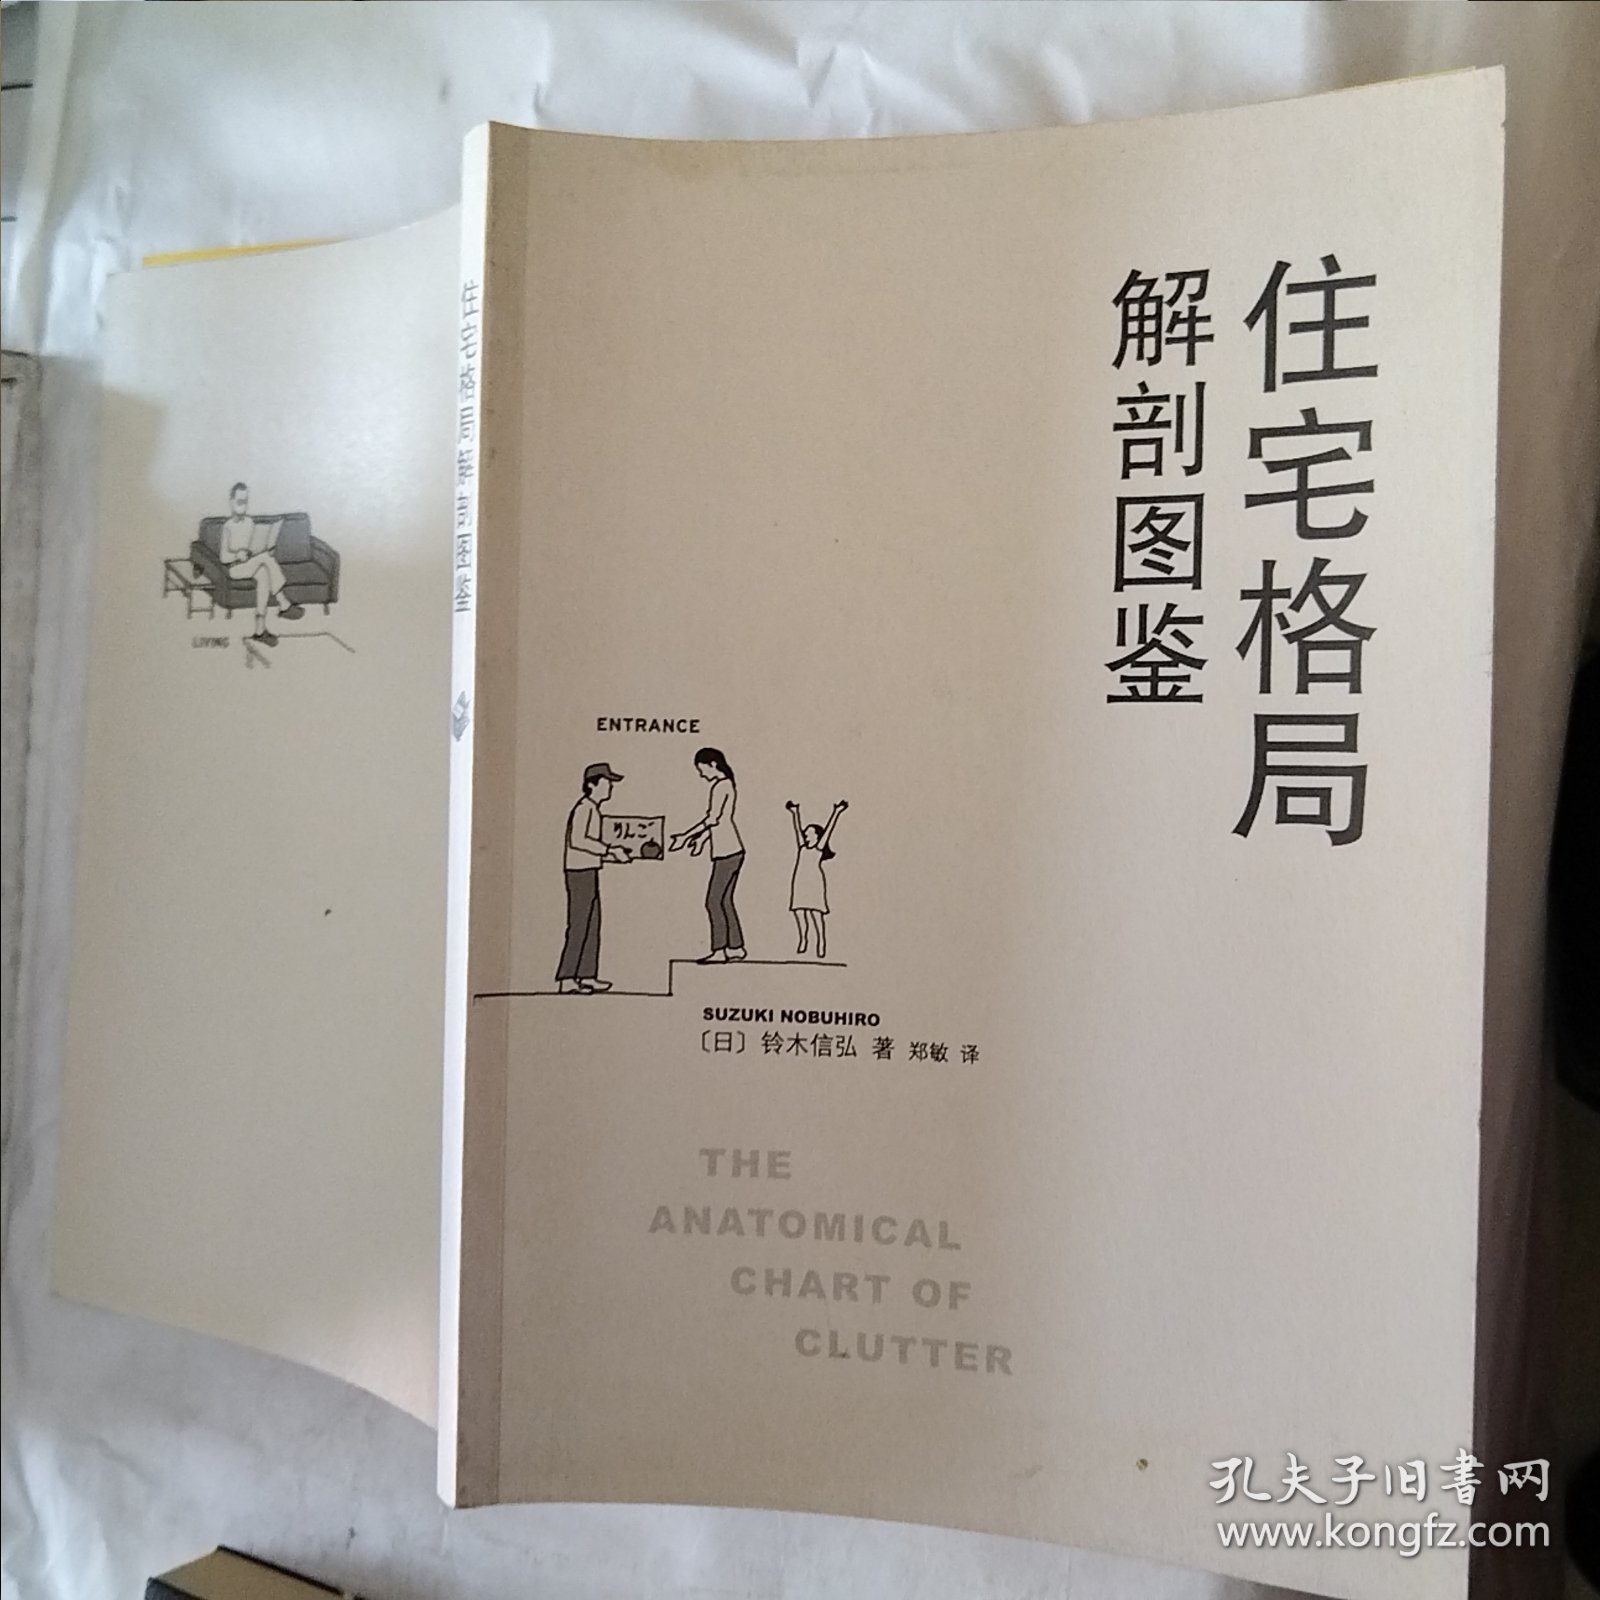 住宅格局
解剖图鉴
ENTRANCE
りんご
SUZUKI NOBUHIRO
〔日〕铃木信弘 著 郑敏 译
THE
ANATOMICAL
CHART OF
CLUTTER
住宅格局解剖图鉴
LIVING
孔夫子旧书网
www.kongfz.com